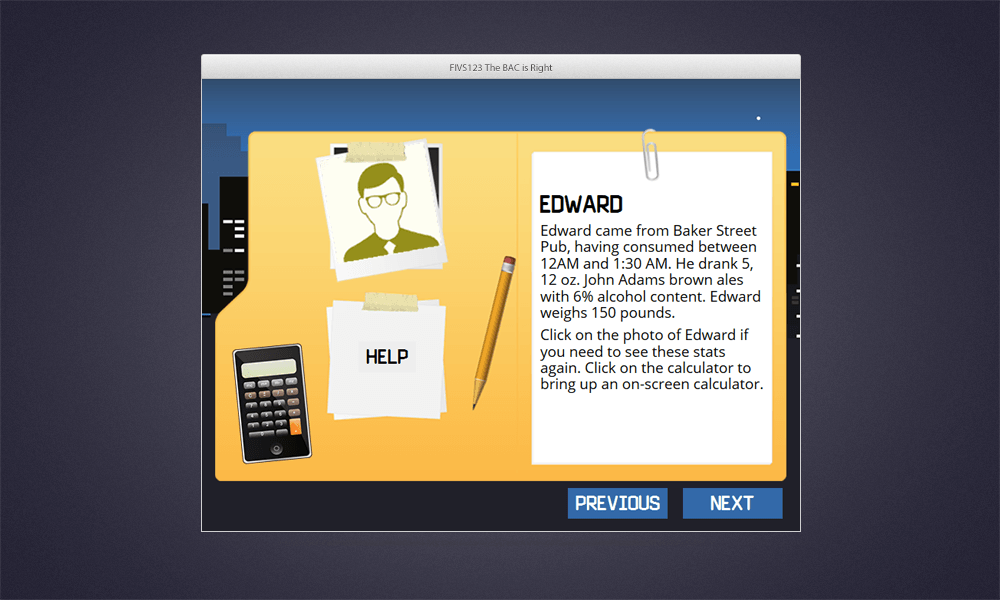 FIVS123 The BAC is Right
EDWARD
Edward came from Baker Street
Pub, having consumed between
12AM and 1:30 AM. He drank 5,
12 oz. John Adams brown ales
with 6% alcohol content. Edward
weighs 150 pounds.
Click on the photo of Edward if
you need to see these stats
again. Click on the calculator to
bring up an on-screen calculator.
HELP
PREVIOUS
NEXT